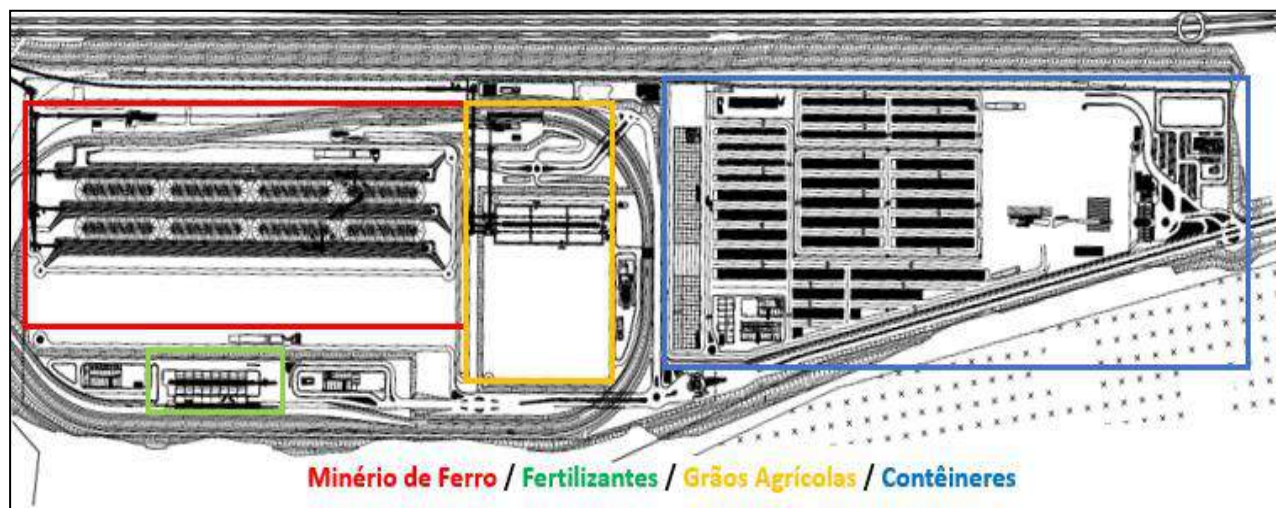 Minério de Ferro / Fertilizantes / Grãos Agrícolas / Contêineres